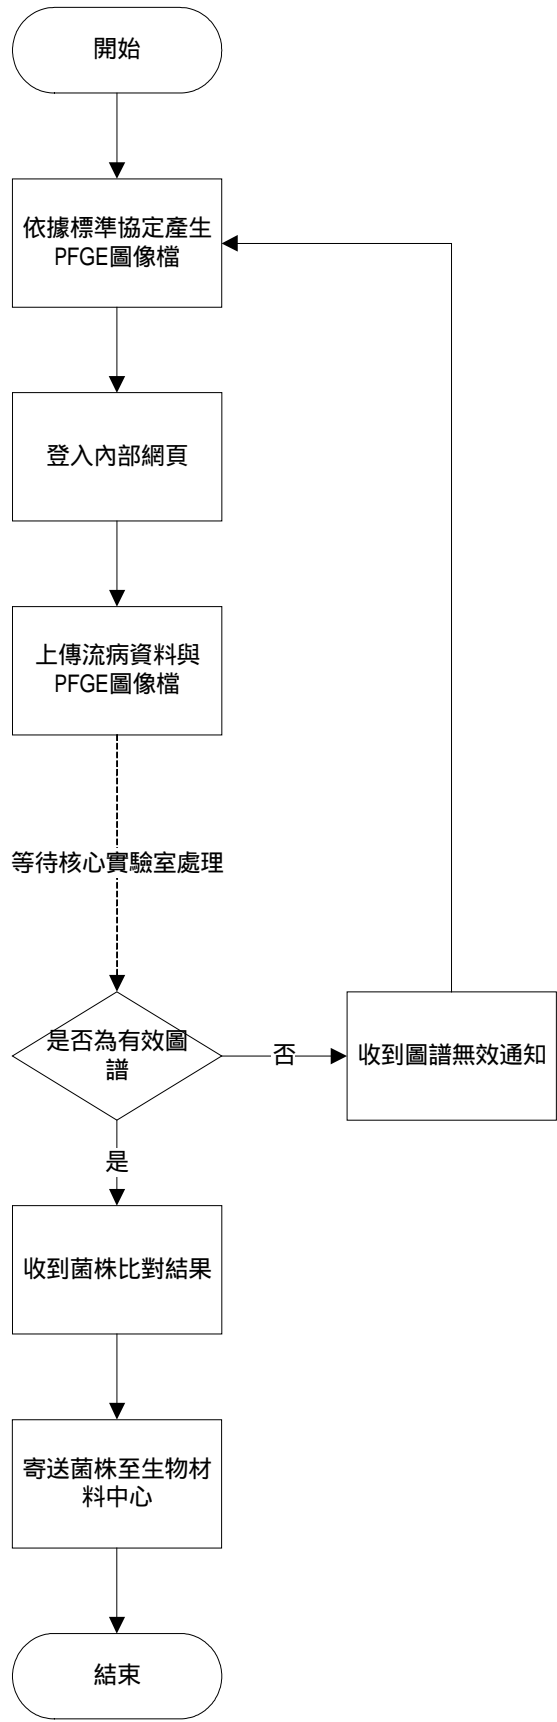 開始
依據標準協定產生
PFGE圖像檔
登入內部網頁
上傳流病資料與
PFGE圖像檔
等待核心實驗室處理
是否為有效圖
譜
否
收到圖譜無效通知
是
收到菌株比對結果
寄送菌株至生物材
料中心
結束